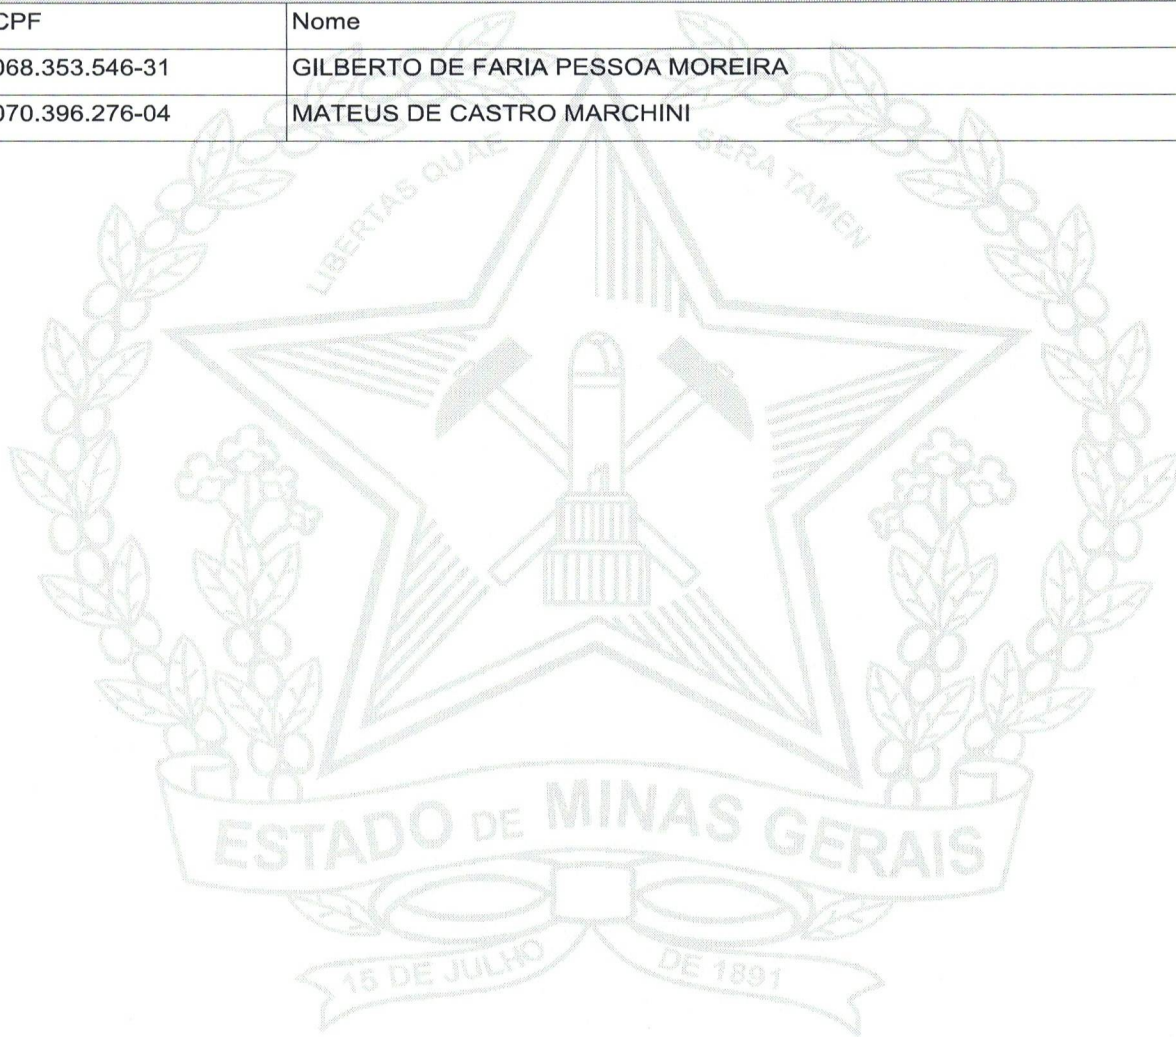 CPF Nome
068.353.546-31 GILBERTO DE FARIA PESSOA MOREIRA
070.396.276-04 MATEUS DE CASTRO MARCHINI
LIBERTAS QUAE SERA TAMEN
ESTADO DE MINAS GERAIS
15 DE JULHO DE 1891